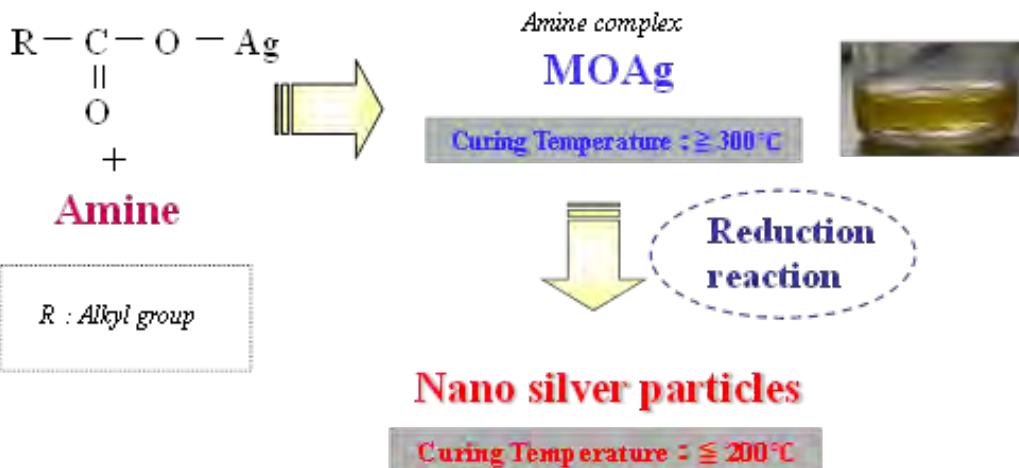 R － C － O － Ag
||
O
+
Amine
R : Alkyl group
Amine complex
MOAg
Curing Temperature : ≧ 300℃
Reduction
reaction
Nano silver particles
Curing Temperature : ≦ 200℃